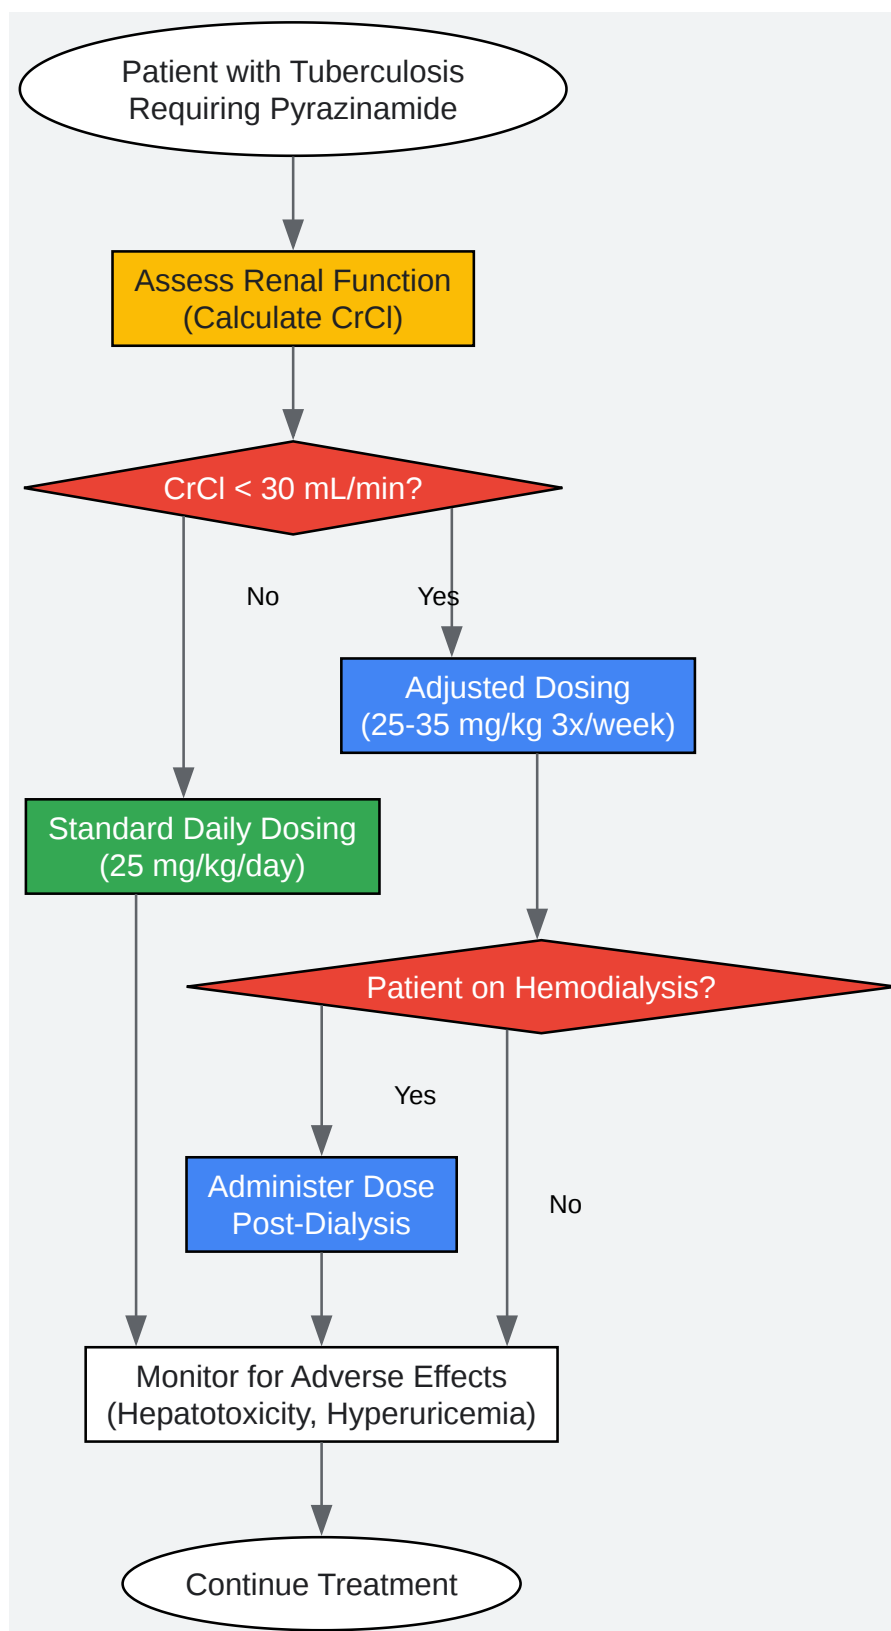 Patient with Tuberculosis
Requiring Pyrazinamide
Assess Renal Function
(Calculate CrCl)
CrCl < 30 mL/min?
No
Yes
Adjusted Dosing
(25-35 mg/kg 3x/week)
Standard Daily Dosing
(25 mg/kg/day)
Patient on Hemodialysis?
Yes
Administer Dose
Post-Dialysis
No
Monitor for Adverse Effects
(Hepatotoxicity, Hyperuricemia)
Continue Treatment